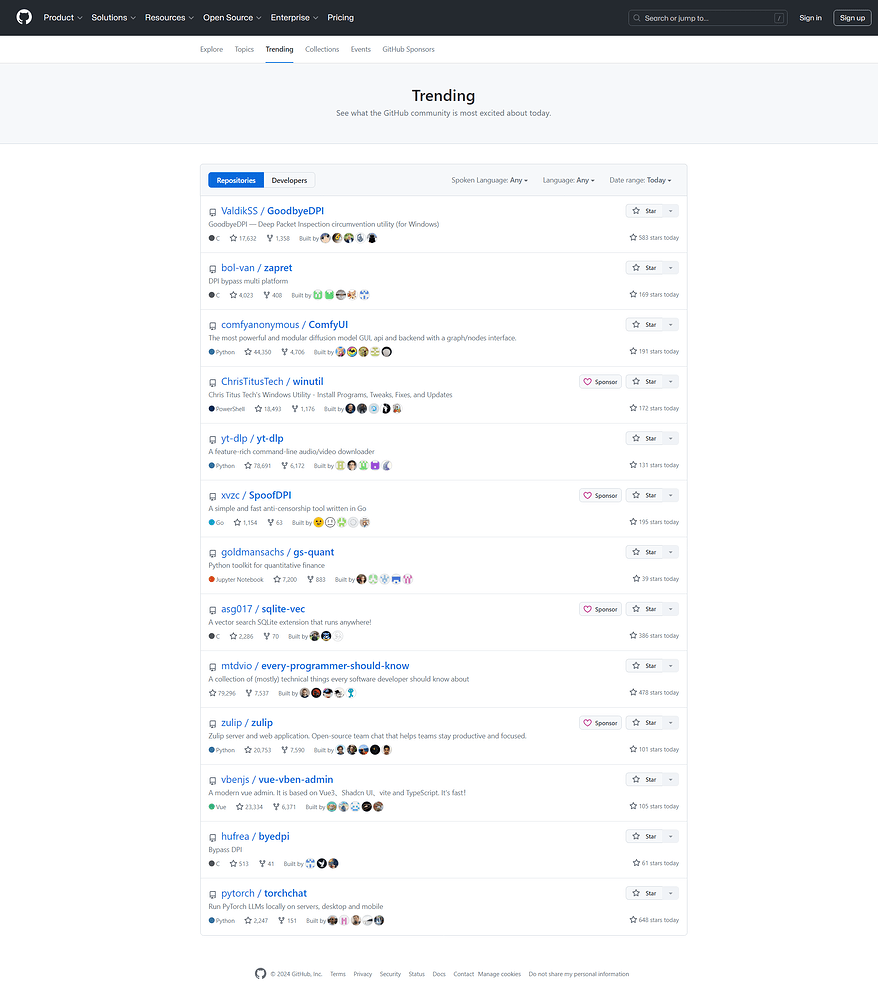 Product Solutions Resources Open Source Enterprise Pricing Search or jump to... / Sign in Sign up
Explore Topics Trending Collections Events GitHub Sponsors
Trending
See what the GitHub community is most excited about today.
Repositories Developers Spoken Language: Any Language: Any Date range: Today
ValdikSS / GoodbyeDPI Star
GoodbyeDPI — Deep Packet Inspection circumvention utility (for Windows)
C 17,632 1,358 Built by 583 stars today
bol-van / zapret Star
DPI bypass multi platform
C 4,023 408 Built by 169 stars today
comfyanonymous / ComfyUI Star
The most powerful and modular diffusion model GUI, api and backend with a graph/nodes interface.
Python 44,350 4,706 Built by 191 stars today
ChrisTitusTech / winutil Sponsor Star
Chris Titus Tech's Windows Utility - Install Programs, Tweaks, Fixes, and Updates
PowerShell 18,493 1,176 Built by 172 stars today
yt-dlp / yt-dlp Star
A feature-rich command-line audio/video downloader
Python 78,691 6,172 Built by 131 stars today
xvzc / SpoofDPI Sponsor Star
A simple and fast anti-censorship tool written in Go
Go 1,154 63 Built by 195 stars today
goldmansachs / gs-quant Star
Python toolkit for quantitative finance
Jupyter Notebook 7,200 883 Built by 39 stars today
asg017 / sqlite-vec Sponsor Star
A vector search SQLite extension that runs anywhere!
C 2,286 70 Built by 386 stars today
mtdvio / every-programmer-should-know Star
A collection of (mostly) technical things every software developer should know about
79,296 7,537 Built by 478 stars today
zulip / zulip Sponsor Star
Zulip server and web application. Open-source team chat that helps teams stay productive and focused.
Python 20,753 7,590 Built by 101 stars today
vbenjs / vue-vben-admin Star
A modern vue admin. It is based on Vue3、Shadcn UI、vite and TypeScript. It's fast!
Vue 23,334 6,371 Built by 105 stars today
hufrea / byedpi Star
Bypass DPI
C 513 41 Built by 61 stars today
pytorch / torchchat Star
Run PyTorch LLMs locally on servers, desktop and mobile
Python 2,247 151 Built by 648 stars today
© 2024 GitHub, Inc. Terms Privacy Security Status Docs Contact Manage cookies Do not share my personal information